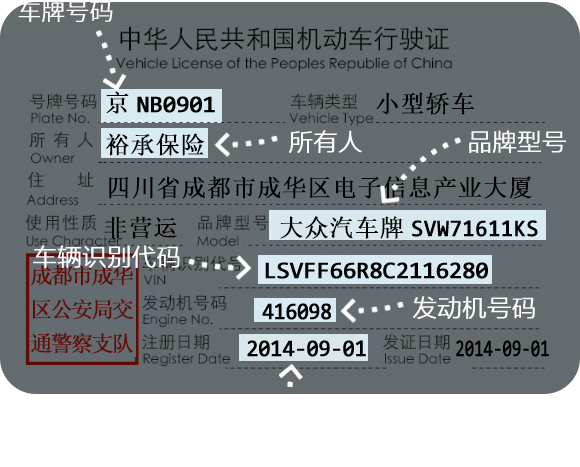 车牌号码
中华人民共和国机动车行驶证
Vehicle License of the Peoples Republie of China
号牌号码 京 NB0901 车辆类型 小型轿车
Plate No. Vehicle Type
所有人 裕承保险 所有人 品牌型号
Owner
住址 四川省成都市成华区电子信息产业大厦
Address
使用性质 非营运 品牌型号 大众汽车牌 SVW71611KS
Use Character Model
车辆识别代码 车辆识别代号 LSVFF66R8C2116280
VIN
成都市成华
区公安局交
通警察支队
发动机号码 416098 发动机号码
Engine No.
注册日期 2014-09-01 发证日期 2014-09-01
Register Date Issue Date